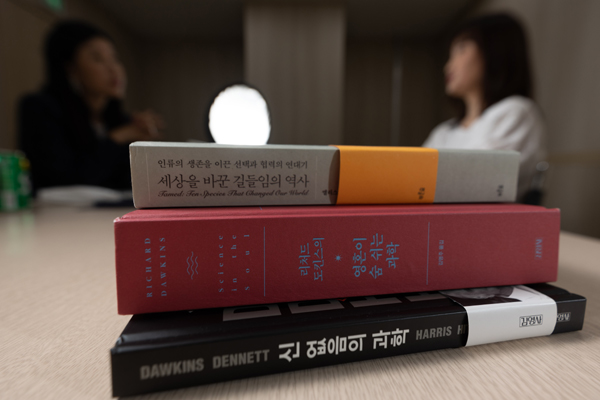 인류의 생존을 이끈 선택과 협력의 연대기
세상을 바꾼 길들임의 역사
Tamed: Ten Species That Changed Our World
RICHARD
DAWKINS
Science
in the
Soul
리처드
도킨스의
영혼이
숨 쉬는
과학
DAWKINS DENNETT 신 없음의 과학 HARRIS
김영사